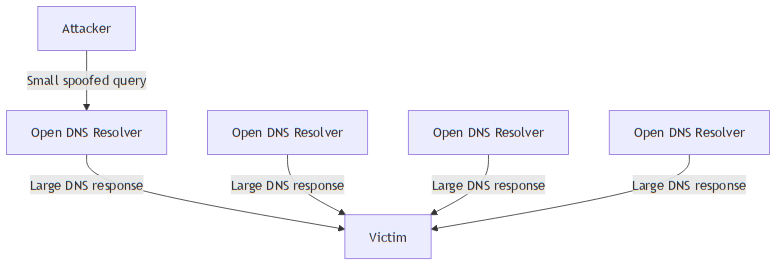 Attacker
Small spoofed query
Open DNS Resolver
Open DNS Resolver
Open DNS Resolver
Open DNS Resolver
Large DNS response
Large DNS response
Large DNS response
Large DNS response
Victim